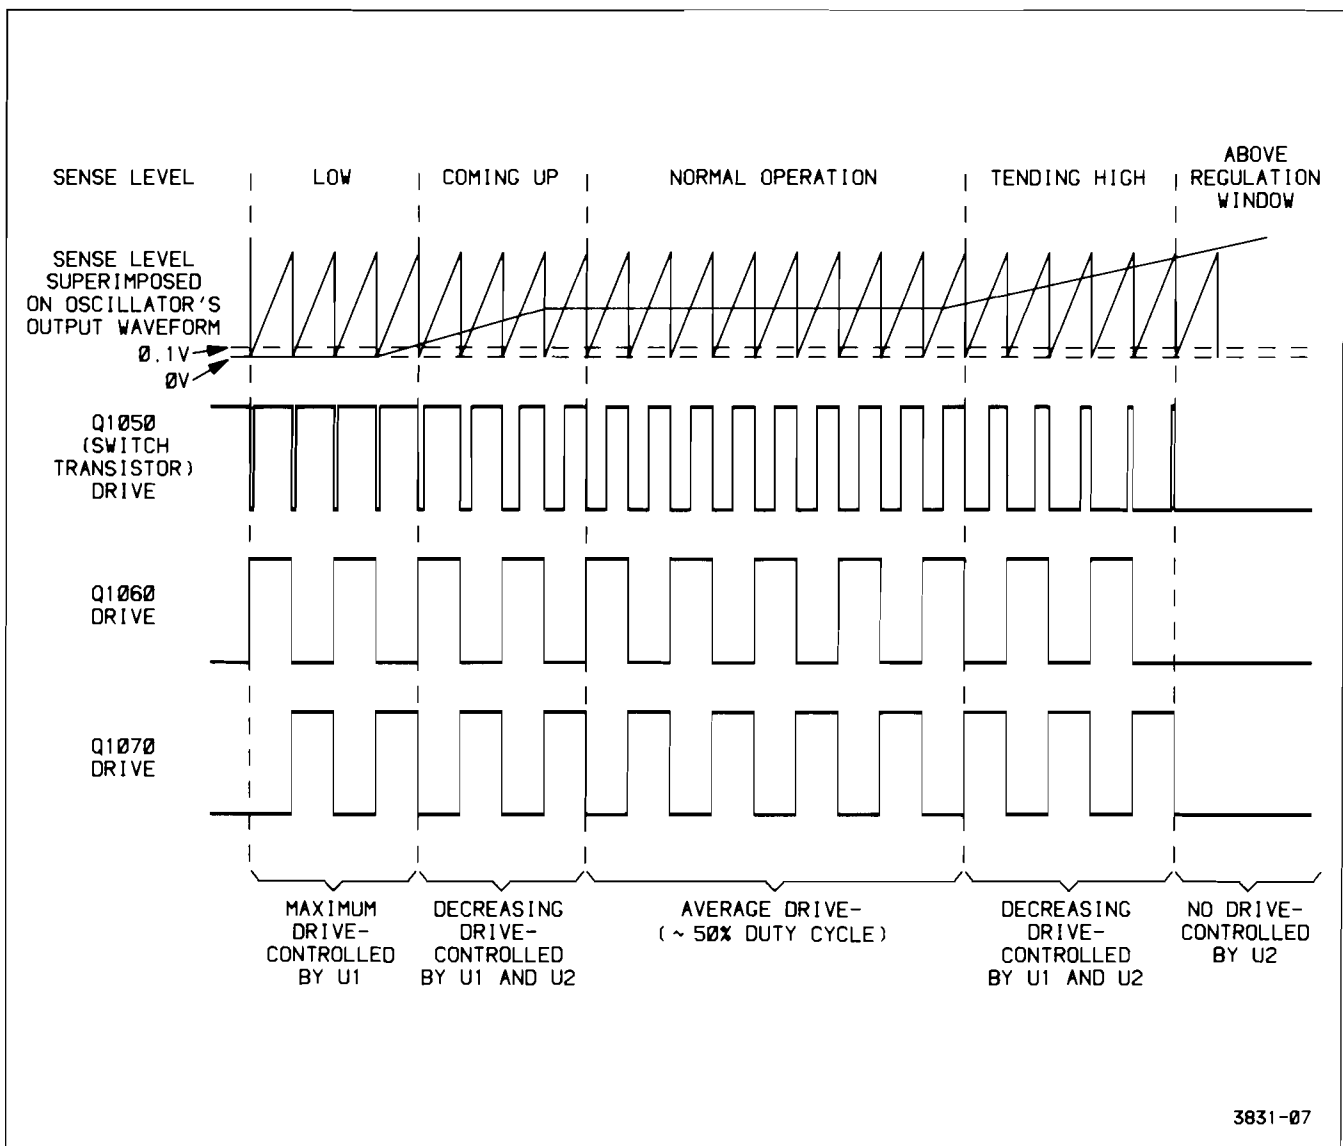 SENSE LEVEL
LOW
COMING UP
NORMAL OPERATION
TENDING HIGH
ABOVE
REGULATION
WINDOW
SENSE LEVEL
SUPERIMPOSED
ON OSCILLATOR'S
OUTPUT WAVEFORM
0.1V
0V
Q1050
(SWITCH
TRANSISTOR)
DRIVE
Q1060
DRIVE
Q1070
DRIVE
MAXIMUM
DRIVE-
CONTROLLED
BY U1
DECREASING
DRIVE-
CONTROLLED
BY U1 AND U2
AVERAGE DRIVE-
(~50% DUTY CYCLE)
DECREASING
DRIVE-
CONTROLLED
BY U1 AND U2
NO DRIVE-
CONTROLLED
BY U2
3831-07